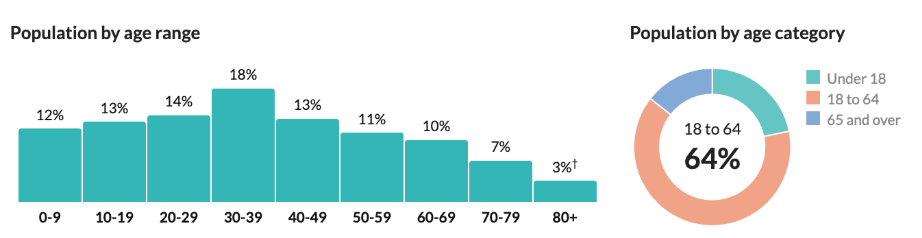 Population by age range
12%
13%
14%
18%
13%
11%
10%
7%
3%†
0-9 10-19 20-29 30-39 40-49 50-59 60-69 70-79 80+
Population by age category
18 to 64
64%
Under 18
18 to 64
65 and over